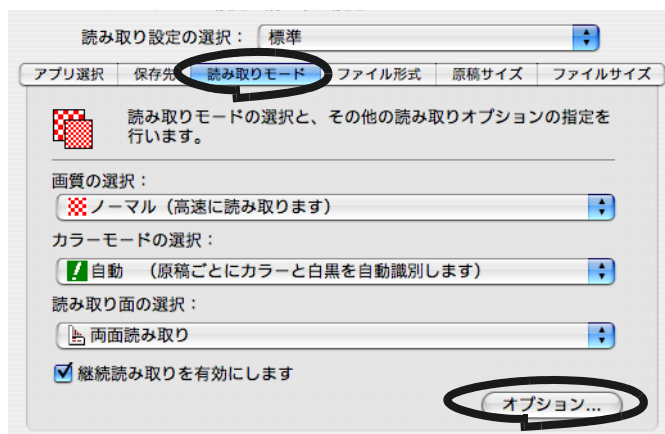 読み取り設定の選択： 標準
アプリ選択 保存先 読み取りモード ファイル形式 原稿サイズ ファイルサイズ
読み取りモードの選択と、その他の読み取りオプションの指定を
行います。
画質の選択：
ノーマル（高速に読み取ります）
カラーモードの選択：
自動 （原稿ごとにカラーと白黒を自動識別します）
読み取り面の選択：
両面読み取り
継続読み取りを有効にします
オプション...